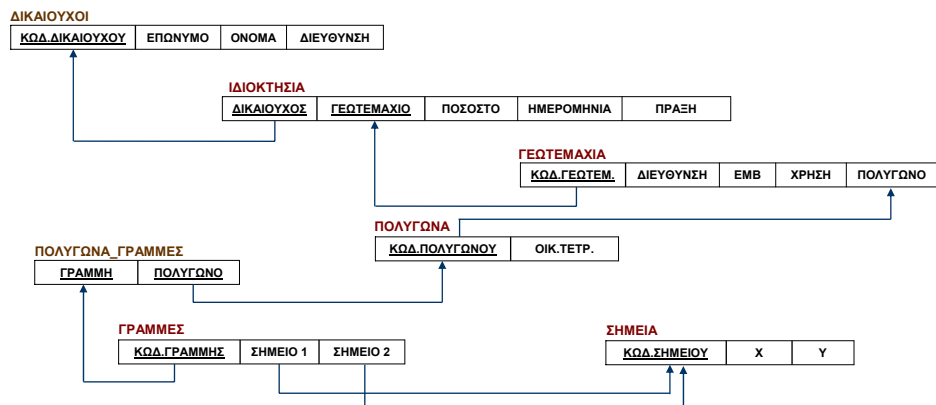 ΔΙΚΑΙΟΥΧΟΙ
ΚΩΔ.ΔΙΚΑΙΟΥΧΟΥ ΕΠΩΝΥΜΟ ΟΝΟΜΑ ΔΙΕΥΘΥΝΣΗ
ΙΔΙΟΚΤΗΣΙΑ
ΔΙΚΑΙΟΥΧΟΣ ΓΕΩΤΕΜΑΧΙΟ ΠΟΣΟΣΤΟ ΗΜΕΡΟΜΗΝΙΑ ΠΡΑΞΗ
ΓΕΩΤΕΜΑΧΙΑ
ΚΩΔ.ΓΕΩΤΕΜ. ΔΙΕΥΘΥΝΣΗ ΕΜΒ ΧΡΗΣΗ ΠΟΛΥΓΩΝΟ
ΠΟΛΥΓΩΝΑ
ΚΩΔ.ΠΟΛΥΓΩΝΟΥ ΟΙΚ.ΤΕΤΡ.
ΠΟΛΥΓΩΝΑ_ΓΡΑΜΜΕΣ
ΓΡΑΜΜΗ ΠΟΛΥΓΩΝΟ
ΓΡΑΜΜΕΣ
ΚΩΔ.ΓΡΑΜΜΗΣ ΣΗΜΕΙΟ 1 ΣΗΜΕΙΟ 2
ΣΗΜΕΙΑ
ΚΩΔ.ΣΗΜΕΙΟΥ Χ Υ